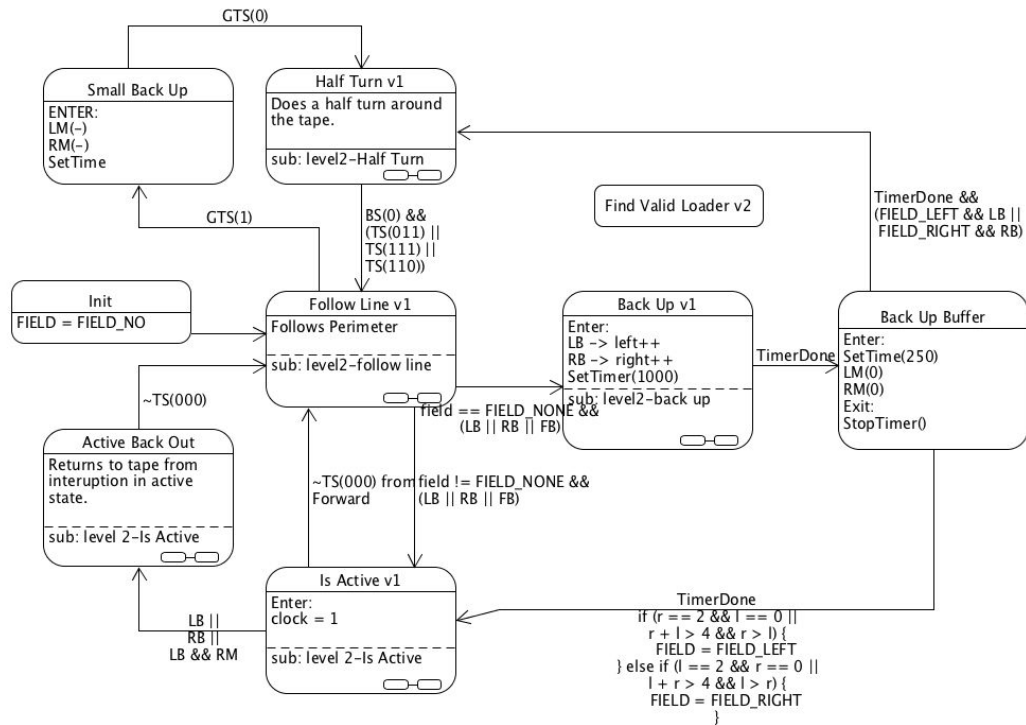 GTS(0)
Small Back Up
ENTER:
LM(-)
RM(-)
SetTime
Half Turn v1
Does a half turn around
the tape.
sub: level2-Half Turn
Find Valid Loader v2
TimerDone &&
(FIELD_LEFT && LB ||
FIELD_RIGHT && RB)
GTS(1)
BS(0) &&
(TS(011) ||
TS(111) ||
TS(110))
Init
FIELD = FIELD_NO
Follow Line v1
Follows Perimeter
sub: level2-follow line
Back Up v1
Enter:
LB -> left++
RB -> right++
SetTimer(1000)
sub: level2-back up
TimerDone
Back Up Buffer
Enter:
SetTime(250)
LM(0)
RM(0)
Exit:
StopTimer()
~TS(000)
field == FIELD_NONE &&
(LB || RB || FB)
Active Back Out
Returns to tape from
interuption in active
state.
sub: level 2-Is Active
~TS(000) from
Forward
field != FIELD_NONE &&
(LB || RB || FB)
Is Active v1
Enter:
clock = 1
sub: level 2-Is Active
LB ||
RB ||
LB && RM
TimerDone
if (r == 2 && l == 0 ||
r + l > 4 && r > l) {
FIELD = FIELD_LEFT
} else if (l == 2 && r == 0 ||
l + r > 4 && l > r) {
FIELD = FIELD_RIGHT
}